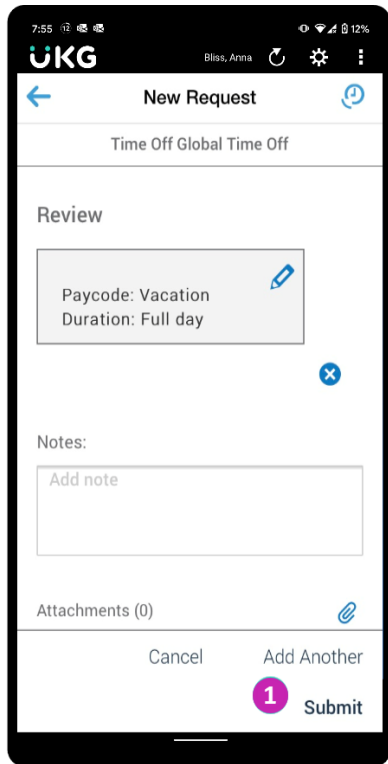 7:55 12 12%
UKG Bliss, Anna
New Request
Time Off Global Time Off
Review
Paycode: Vacation
Duration: Full day
Notes:
Add note
Attachments (0)
Cancel Add Another
1 Submit